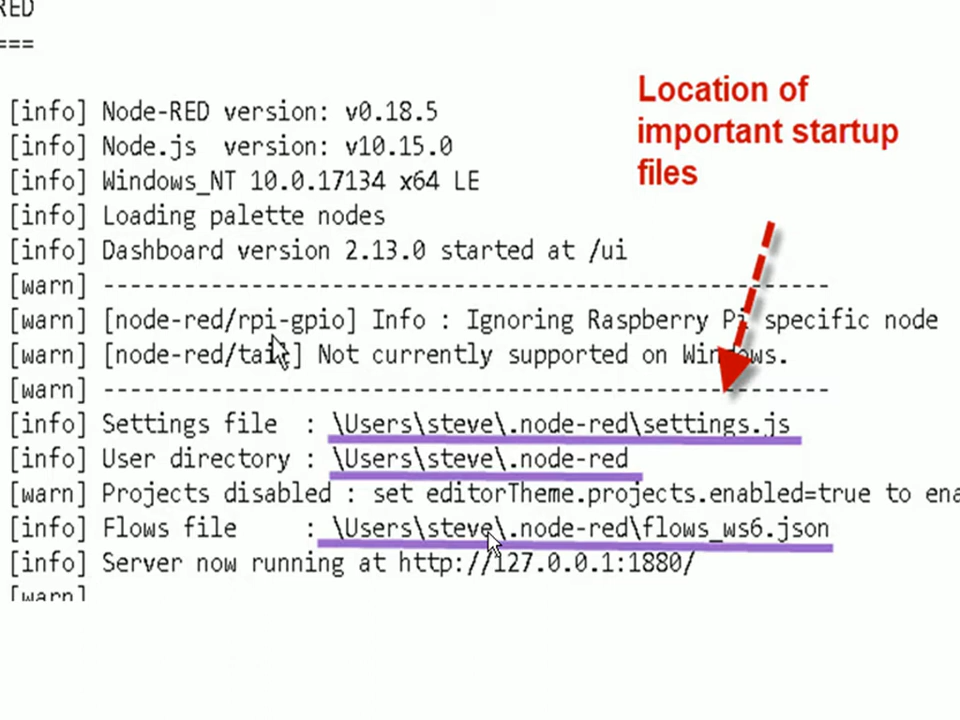 RED
===
[info] Node-RED version: v0.18.5
[info] Node.js  version: v10.15.0
[info] Windows_NT 10.0.17134 x64 LE
[info] Loading palette nodes
[info] Dashboard version 2.13.0 started at /ui
[warn] ------------------------------------------------------
[warn] [node-red/rpi-gpio] Info : Ignoring Raspberry Pi specific node
[warn] [node-red/tail] Not currently supported on Windows.
[warn] ------------------------------------------------------
[info] Settings file  : \Users\steve\.node-red\settings.js
[info] User directory : \Users\steve\.node-red
[warn] Projects disabled : set editorTheme.projects.enabled=true to ena
[info] Flows file     : \Users\steve\.node-red\flows_ws6.json
[info] Server now running at http://127.0.0.1:1880/
[warn]
Location of
important startup
files